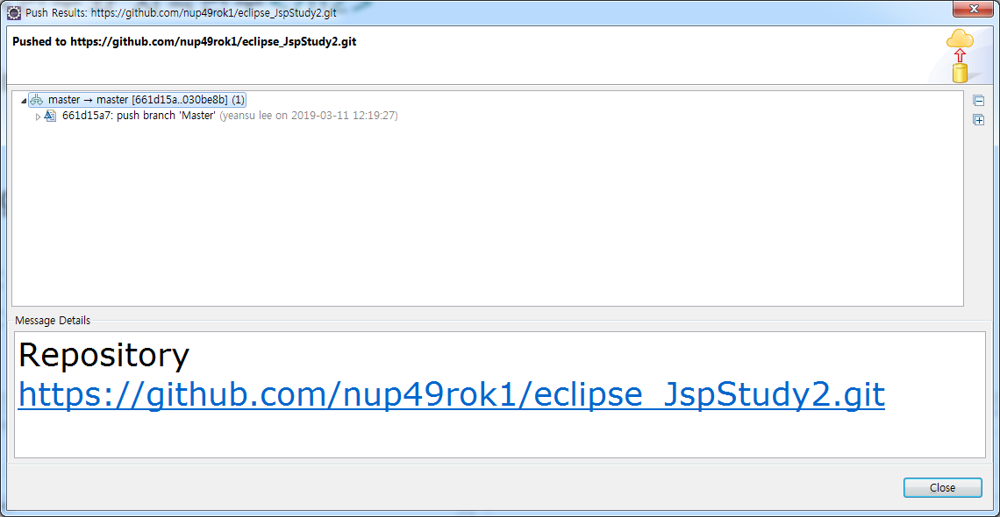 Push Results: https://github.com/nup49rok1/eclipse_JspStudy2.git
Pushed to https://github.com/nup49rok1/eclipse_JspStudy2.git
master → master [661d15a..030be8b] (1)
661d15a7: push branch 'Master' (yeansu lee on 2019-03-11 12:19:27)
Message Details
Repository
https://github.com/nup49rok1/eclipse_JspStudy2.git
Close